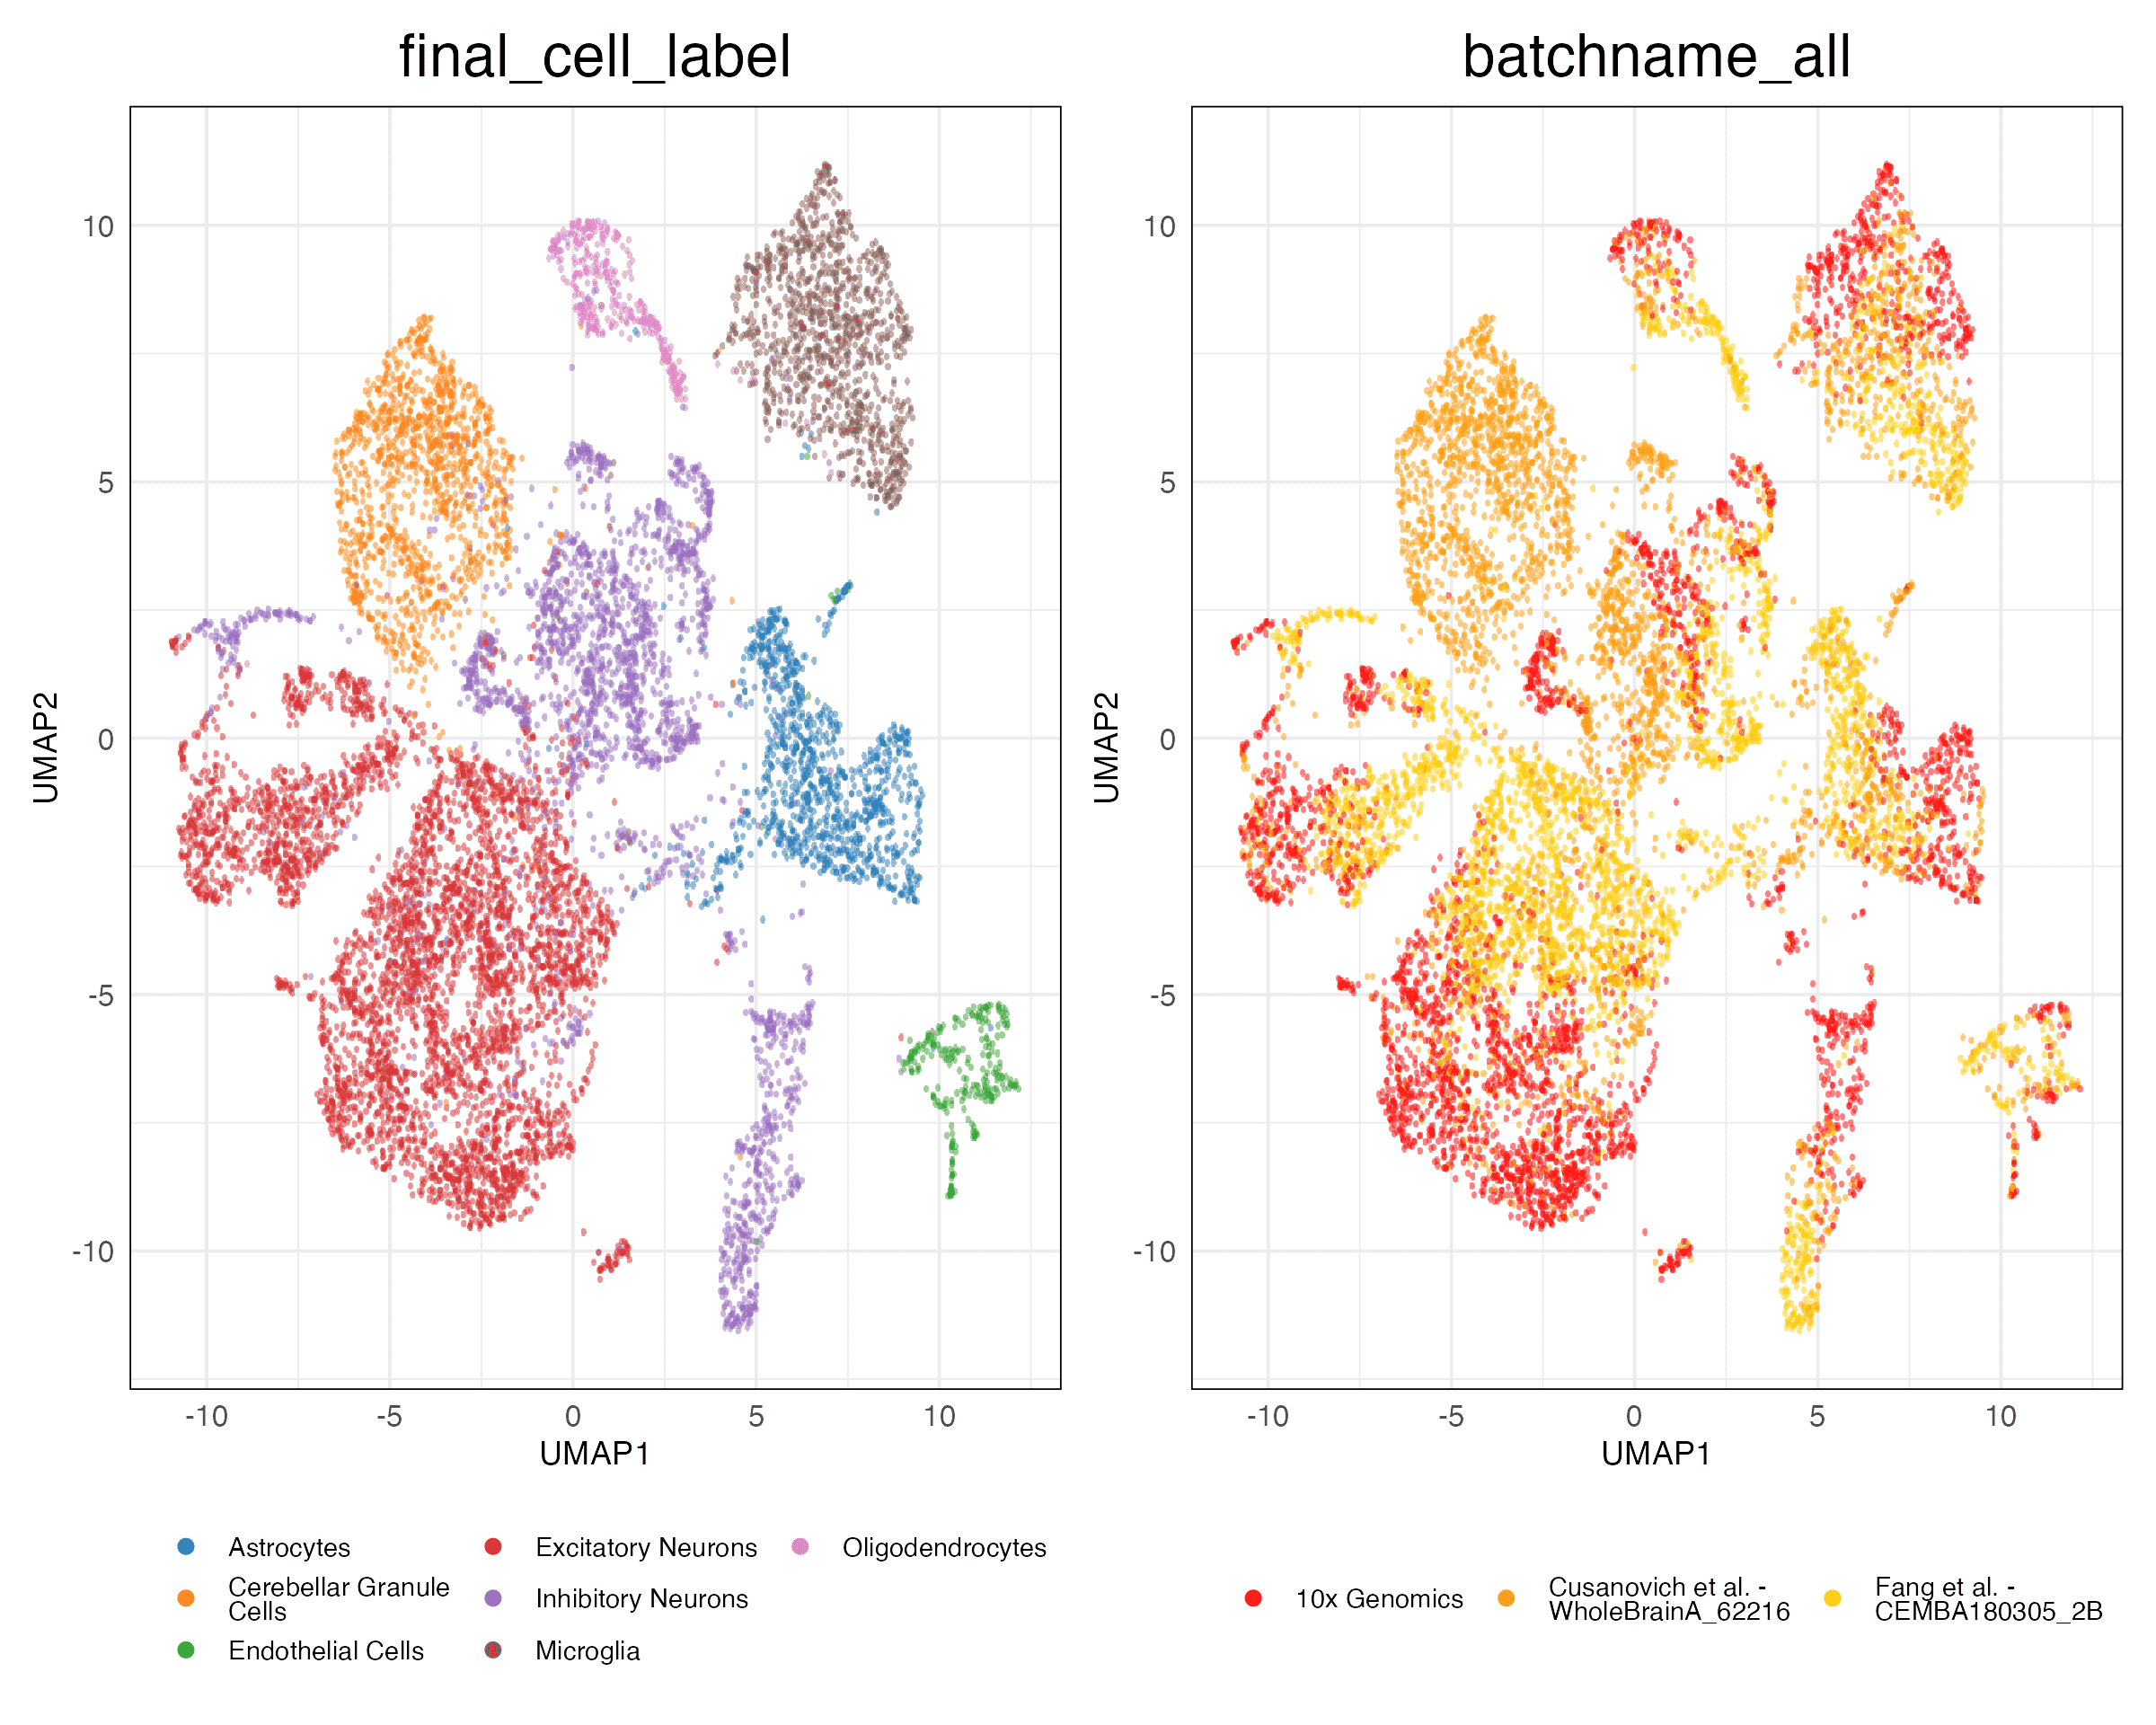 final_cell_label
batchname_all
10
5
0
-5
-10
UMAP2
-10 -5 0 5 10
UMAP1
10
5
0
-5
-10
UMAP2
-10 -5 0 5 10
UMAP1
Astrocytes
Cerebellar Granule
Cells
Endothelial Cells
Excitatory Neurons
Inhibitory Neurons
Microglia
Oligodendrocytes
10x Genomics
Cusanovich et al. -
WholeBrainA_62216
Fang et al. -
CEMBA180305_2B